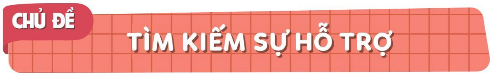 CHỦ ĐỀ
TÌM KIẾM SỰ HỖ TRỢ